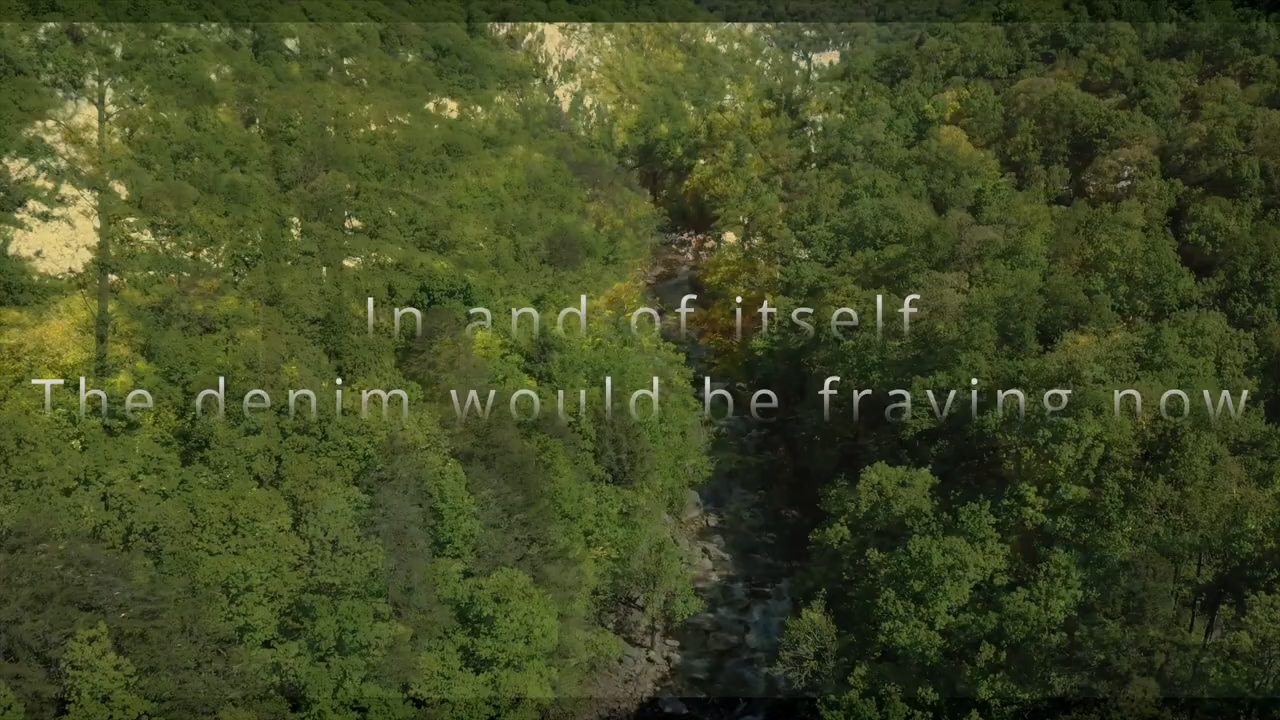 In and of itself
The denim would be fraying now